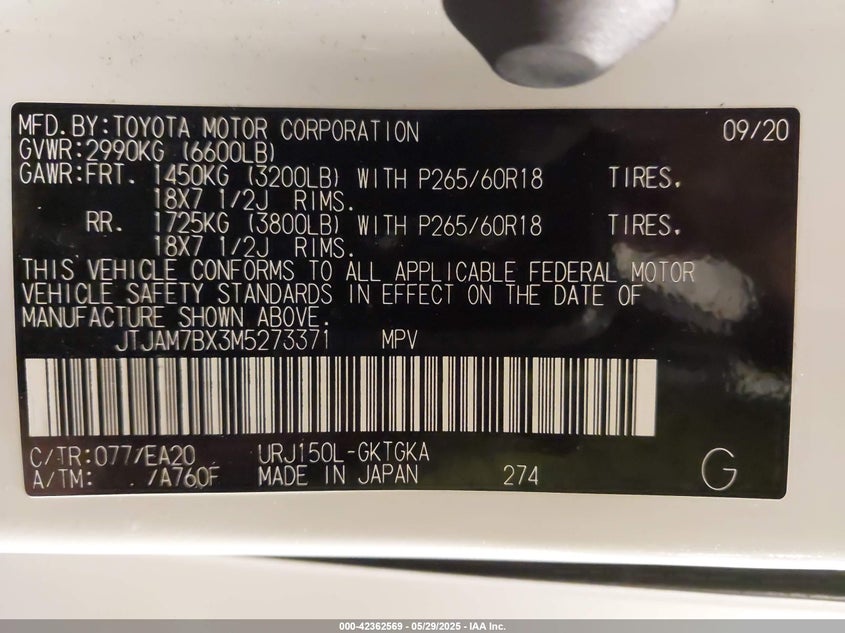 MFD.BY:TOYOTA MOTOR CORPORATION 09/20
GVWR:2990KG (6600LB)
GAWR:FRT. 1450KG (3200LB) WITH P265/60R18 TIRES.
18X7 1/2J RIMS.
RR. 1725KG (3800LB) WITH P265/60R18 TIRES.
18X7 1/2J RIMS.
THIS VEHICLE CONFORMS TO ALL APPLICABLE FEDERAL MOTOR
VEHICLE SAFETY STANDARDS IN EFFECT ON THE DATE OF
MANUFACTURE SHOWN ABOVE.
JTJAM7BX3M5273371 MPV
C/TR:077/EA20 URJ150L-GKTGKA
A/TM: /A760F MADE IN JAPAN 274 G
000-42362569 - 05/29/2025 - IAA Inc.